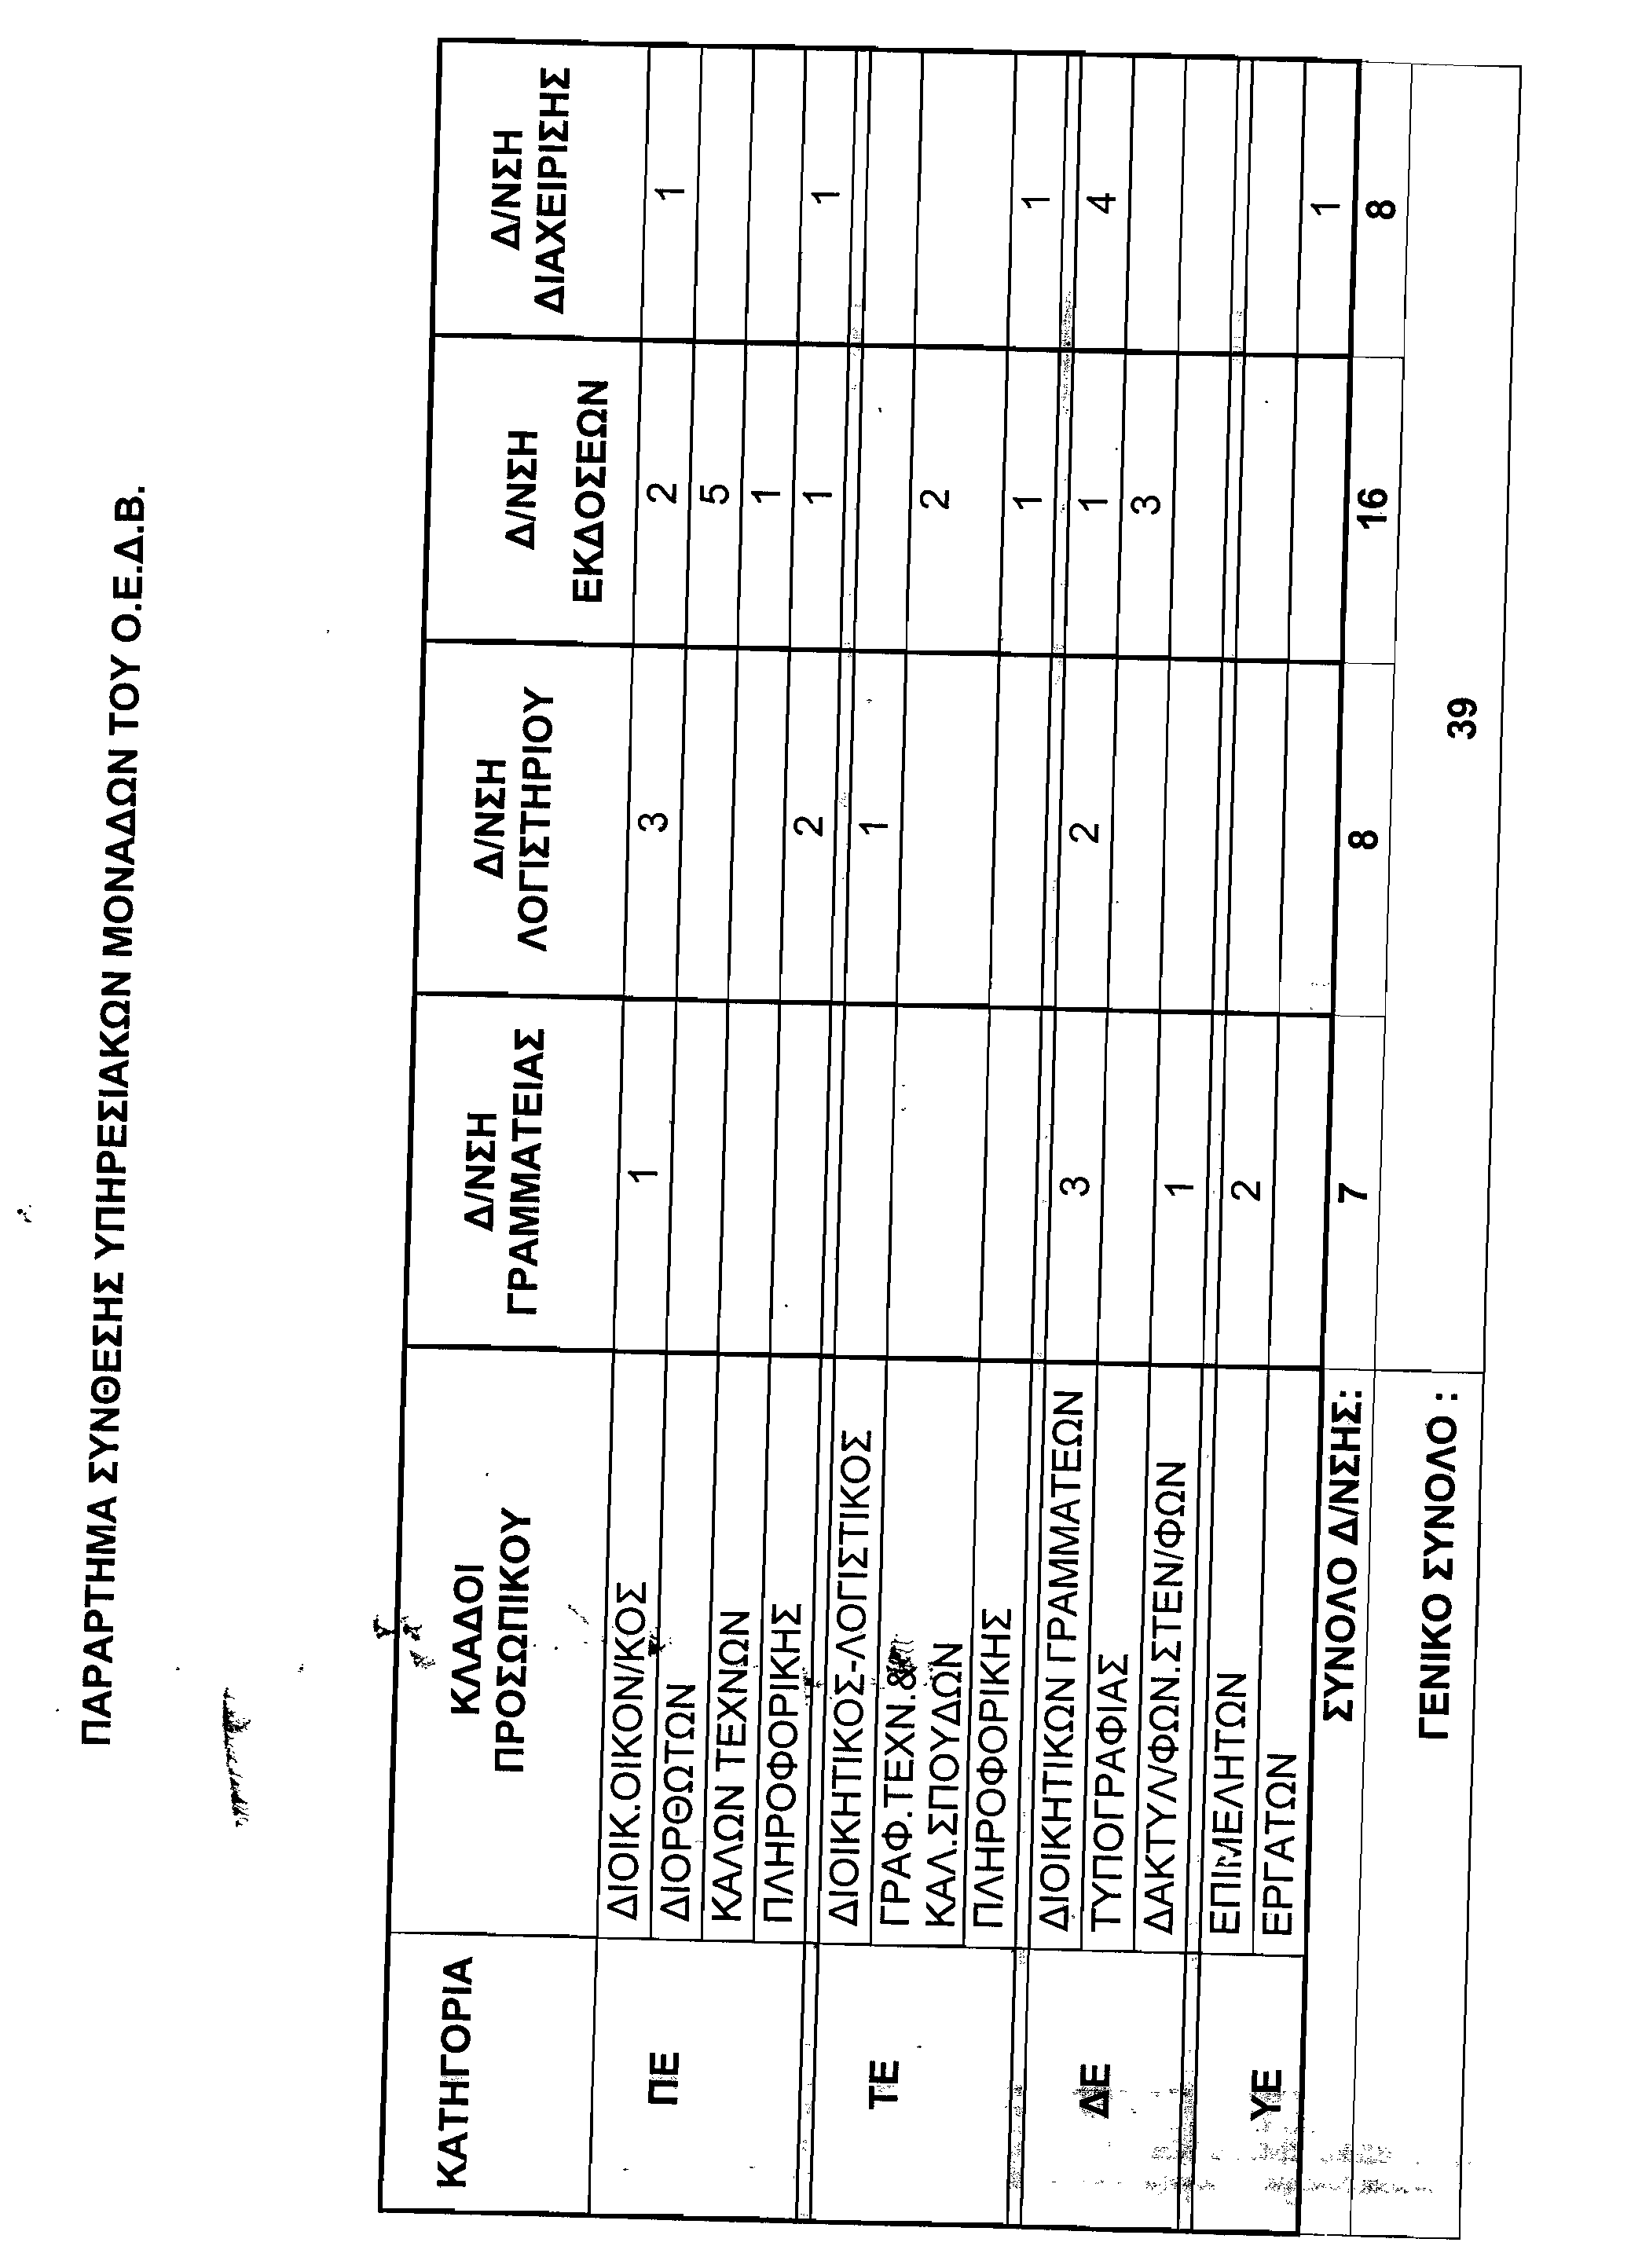 ΠΑΡΑΡΤΗΜΑ ΣΥΝΘΕΣΗΣ ΥΠΗΡΕΣΙΑΚΩΝ ΜΟΝΑΔΩΝ ΤΟΥ Ο.Ε.Δ.Β.
ΚΑΤΗΓΟΡΙΑ
ΚΛΑΔΟΙ
ΠΡΟΣΩΠΙΚΟΥ
Δ/ΝΣΗ
ΓΡΑΜΜΑΤΕΙΑΣ
Δ/ΝΣΗ
ΛΟΓΙΣΤΗΡΙΟΥ
Δ/ΝΣΗ
ΕΚΔΟΣΕΩΝ
Δ/ΝΣΗ
ΔΙΑΧΕΙΡΙΣΗΣ
ΠΕ
ΔΙΟΙΚ.ΟΙΚΟΝ/ΚΟΣ 1 3 2 1
ΔΙΟΡΘΩΤΩΝ 5
ΚΑΛΩΝ ΤΕΧΝΩΝ 1
ΠΛΗΡΟΦΟΡΙΚΗΣ 2 1 1
ΤΕ
ΔΙΟΙΚΗΤΙΚΟΣ-ΛΟΓΙΣΤΙΚΟΣ 1
ΓΡΑΦ.ΤΕΧΝ.&
ΚΑΛ.ΣΠΟΥΔΩΝ 2
ΠΛΗΡΟΦΟΡΙΚΗΣ 1 1
ΔΕ
ΔΙΟΙΚΗΤΙΚΩΝ ΓΡΑΜΜΑΤΕΩΝ 3 2 1 4
ΤΥΠΟΓΡΑΦΙΑΣ 3
ΔΑΚΤΥΛ/ΦΩΝ.ΣΤΕΝ/ΦΩΝ 1
ΥΕ
ΕΠΙΜΕΛΗΤΩΝ 2
ΕΡΓΑΤΩΝ 1
ΣΥΝΟΛΟ Δ/ΝΣΗΣ: 7 8 16 8
ΓΕΝΙΚΟ ΣΥΝΟΛΟ : 39